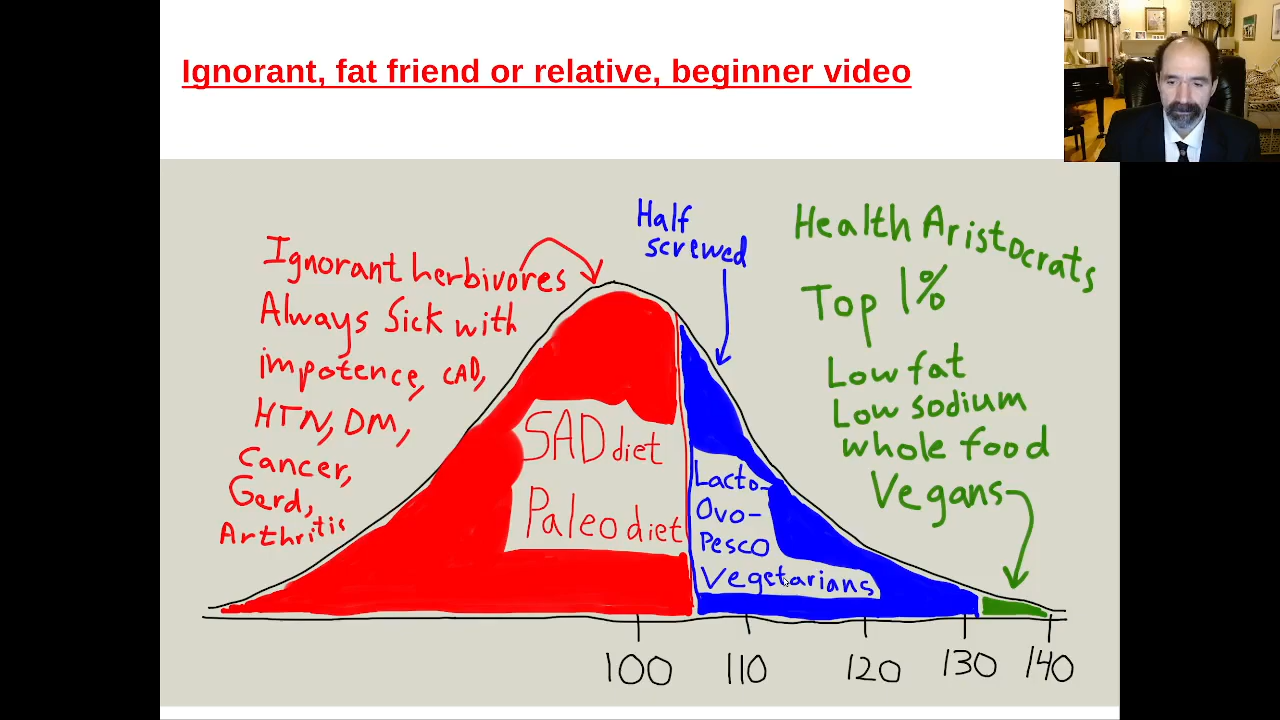 Ignorant, fat friend or relative, beginner video
Half
screwed
Health Aristocrats
Top 1%
Low fat
Low sodium
whole food
Vegans
Ignorant herbivores
Always Sick with
impotence, CAD,
HTN, DM,
Cancer,
Gerd,
Arthritis
SAD diet
Paleo diet
Lacto-
Ovo-
Pesco
Vegetarians
100 110 120 130 140